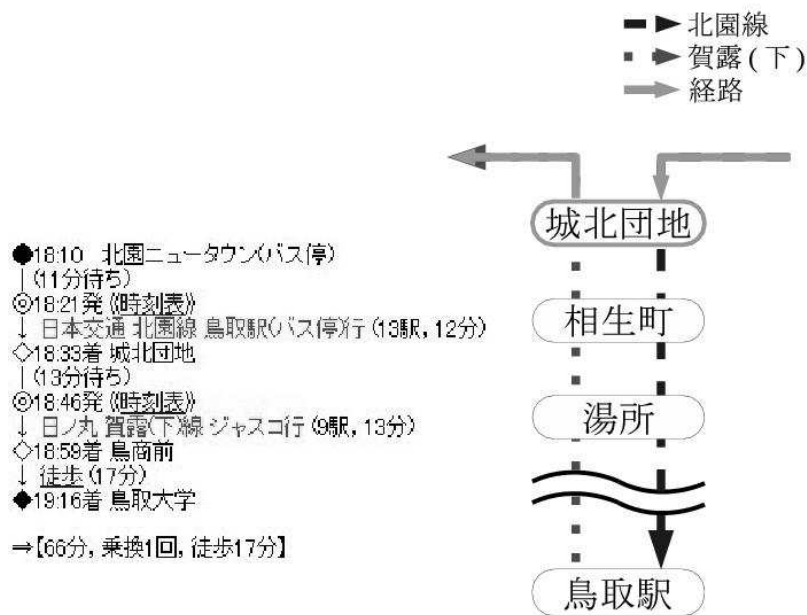 北園線
賀露(下)
経路
城北団地
相生町
湯所
鳥取駅
●18:10 北園ニュータウン(バス停)
|(11分待ち)
◎18:21発 《時刻表》
↓ 日本交通 北園線 鳥取駅(バス停)行 (13駅, 12分)
◇18:33着 城北団地
|(13分待ち)
◎18:46発 《時刻表》
↓ 日ノ丸 賀露(下)線 ジャスコ行 (9駅, 13分)
◇18:59着 鳥商前
↓ 徒歩 (17分)
◆19:16着 鳥取大学
⇒【66分, 乗換1回, 徒歩17分】